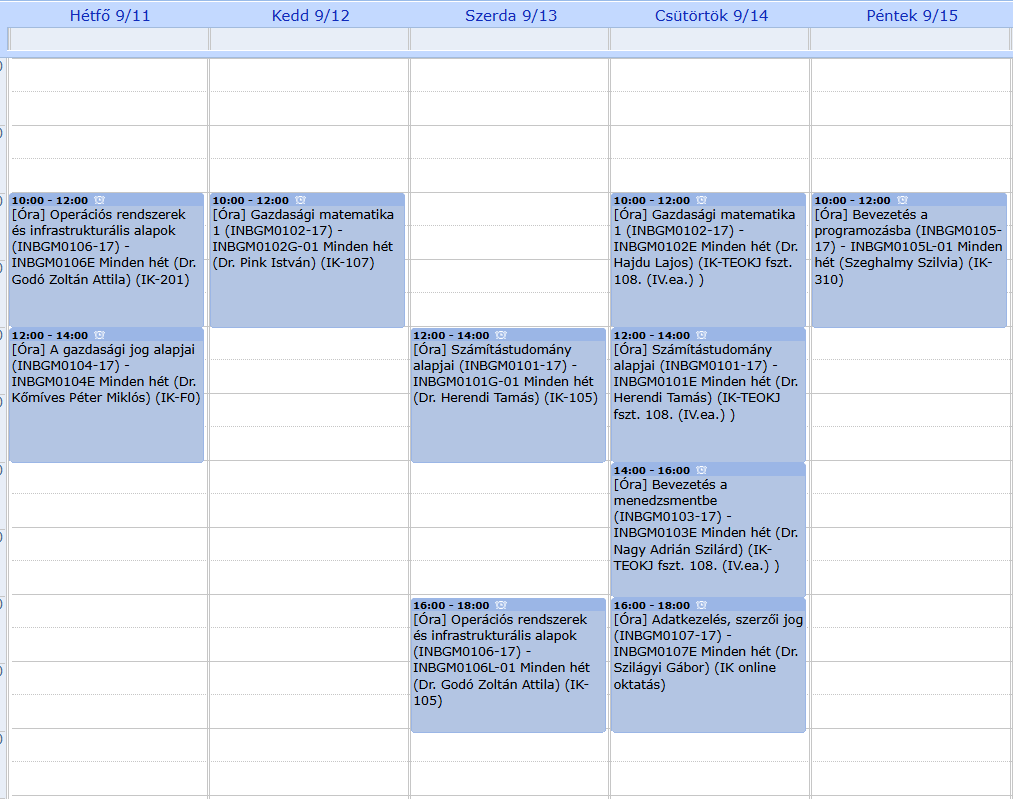 Hétfő 9/11
Kedd 9/12
Szerda 9/13
Csütörtök 9/14
Péntek 9/15
10:00 - 12:00
[Óra] Operációs rendszerek
és infrastrukturális alapok
(INBGM0106-17) -
INBGM0106E Minden hét (Dr.
Godó Zoltán Attila) (IK-201)
12:00 - 14:00
[Óra] A gazdasági jog alapjai
(INBGM0104-17) -
INBGM0104E Minden hét (Dr.
Kőmíves Péter Miklós) (IK-F0)
10:00 - 12:00
[Óra] Gazdasági matematika
1 (INBGM0102-17) -
INBGM0102G-01 Minden hét
(Dr. Pink István) (IK-107)
12:00 - 14:00
[Óra] Számítástudomány
alapjai (INBGM0101-17) -
INBGM0101G-01 Minden hét
(Dr. Herendi Tamás) (IK-105)
16:00 - 18:00
[Óra] Operációs rendszerek
és infrastrukturális alapok
(INBGM0106-17) -
INBGM0106L-01 Minden hét
(Dr. Godó Zoltán Attila) (IK-
105)
10:00 - 12:00
[Óra] Gazdasági matematika
1 (INBGM0102-17) -
INBGM0102E Minden hét (Dr.
Hajdu Lajos) (IK-TEOKJ fszt.
108. (IV.ea.) )
12:00 - 14:00
[Óra] Számítástudomány
alapjai (INBGM0101-17) -
INBGM0101E Minden hét (Dr.
Herendi Tamás) (IK-TEOKJ
fszt. 108. (IV.ea.) )
14:00 - 16:00
[Óra] Bevezetés a
menedzsmentbe
(INBGM0103-17) -
INBGM0103E Minden hét (Dr.
Nagy Adrián Szilárd) (IK-
TEOKJ fszt. 108. (IV.ea.) )
16:00 - 18:00
[Óra] Adatkezelés, szerzői jog
(INBGM0107-17) -
INBGM0107E Minden hét (Dr.
Szilágyi Gábor) (IK online
oktatás)
10:00 - 12:00
[Óra] Bevezetés a
programozásba (INBGM0105-
17) - INBGM0105L-01 Minden
hét (Szeghalmy Szilvia) (IK-
310)